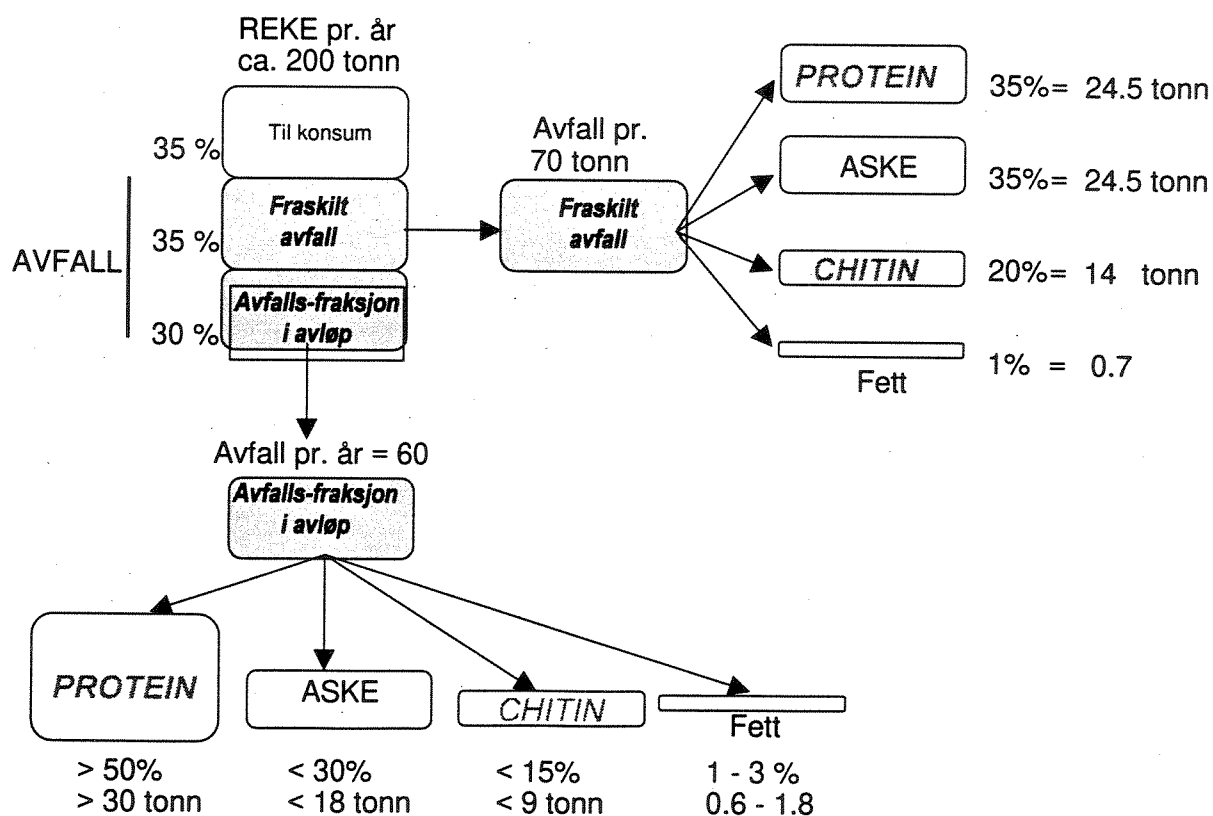 REKE pr. år
ca. 200 tonn
Til konsum
35 %
Fraskilt
avfall
35 %
AVFALL
Avfalls-fraksjon
i avløp
30 %
Avfall pr.
70 tonn
Fraskilt
avfall
PROTEIN
35%= 24.5 tonn
ASKE
35%= 24.5 tonn
CHITIN
20%= 14 tonn
Fett
1% = 0.7
Avfall pr. år = 60
Avfalls-fraksjon
i avløp
PROTEIN
> 50%
> 30 tonn
ASKE
< 30%
< 18 tonn
CHITIN
< 15%
< 9 tonn
Fett
1 - 3 %
0.6 - 1.8